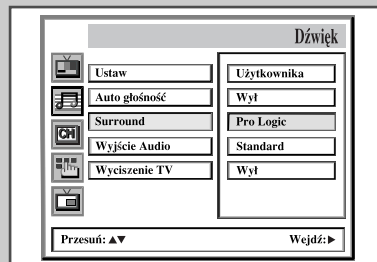 Dźwięk
Ustaw Użytkownika
Auto głośność Wył
Surround Pro Logic
CH
Wyjście Audio Standard
Wyciszenie TV Wył
Przesuń: ▲▼ Wejdź:▶